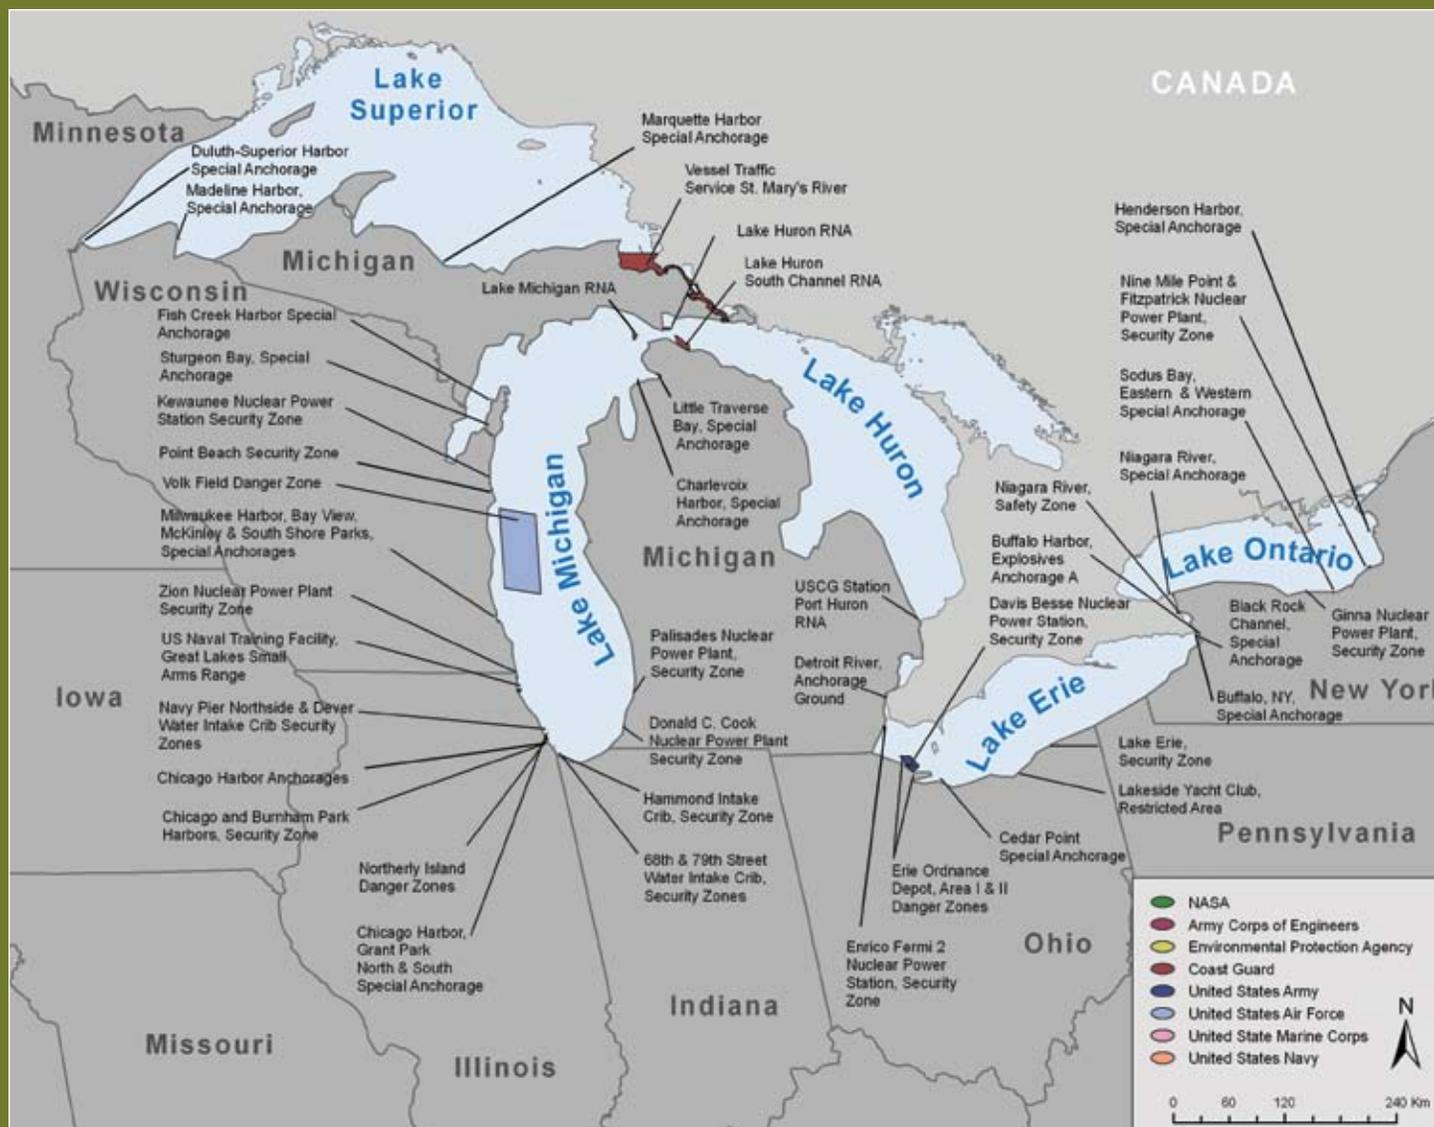 CANADA
Lake
Superior
Minnesota
Duluth-Superior Harbor
Special Anchorage
Madeline Harbor,
Special Anchorage
Marquette Harbor
Special Anchorage
Vessel Traffic
Service St. Mary's River
Lake Huron RNA
Lake Huron
South Channel RNA
Michigan
Wisconsin
Lake Michigan RNA
Fish Creek Harbor Special
Anchorage
Sturgeon Bay, Special
Anchorage
Kewaunee Nuclear Power
Station Security Zone
Point Beach Security Zone
Volk Field Danger Zone
Milwaukee Harbor, Bay View,
McKinley & South Shore Parks,
Special Anchorages
Zion Nuclear Power Plant
Security Zone
US Naval Training Facility,
Great Lakes Small
Arms Range
Navy Pier Northside & Dever
Water Intake Crib Security
Zones
Chicago Harbor Anchorages
Chicago and Burnham Park
Harbors, Security Zone
Northerly Island
Danger Zones
Chicago Harbor,
Grant Park
North & South
Special Anchorage
Lake Michigan
Little Traverse
Bay, Special
Anchorage
Charlevoix
Harbor, Special
Anchorage
Michigan
Palisades Nuclear
Power Plant,
Security Zone
Donald C. Cook
Nuclear Power Plant
Security Zone
Hammond Intake
Crib, Security Zone
68th & 79th Street
Water Intake Crib,
Security Zones
Lake Huron
USCG Station
Port Huron
RNA
Detroit River,
Anchorage
Ground
Henderson Harbor,
Special Anchorage
Nine Mile Point &
Fitzpatrick Nuclear
Power Plant,
Security Zone
Sodus Bay,
Eastern & Western
Special Anchorage
Niagara River,
Special Anchorage
Niagara River,
Safety Zone
Buffalo Harbor,
Explosives
Anchorage A
Davis Besse Nuclear
Power Station,
Security Zone
Lake Ontario
Black Rock
Channel,
Special
Anchorage
Ginna Nuclear
Power Plant,
Security Zone
Buffalo, NY,
Special Anchorage
New York
Lake Erie
Lake Erie,
Security Zone
Lakeside Yacht Club,
Restricted Area
Pennsylvania
Cedar Point
Special Anchorage
Erie Ordnance
Depot, Area I & II
Danger Zones
Enrico Fermi 2
Nuclear Power
Station, Security
Zone
Ohio
Iowa
Missouri
Illinois
Indiana
NASA
Army Corps of Engineers
Environmental Protection Agency
Coast Guard
United States Army
United States Air Force
United State Marine Corps
United States Navy
N
0 60 120 240 Km